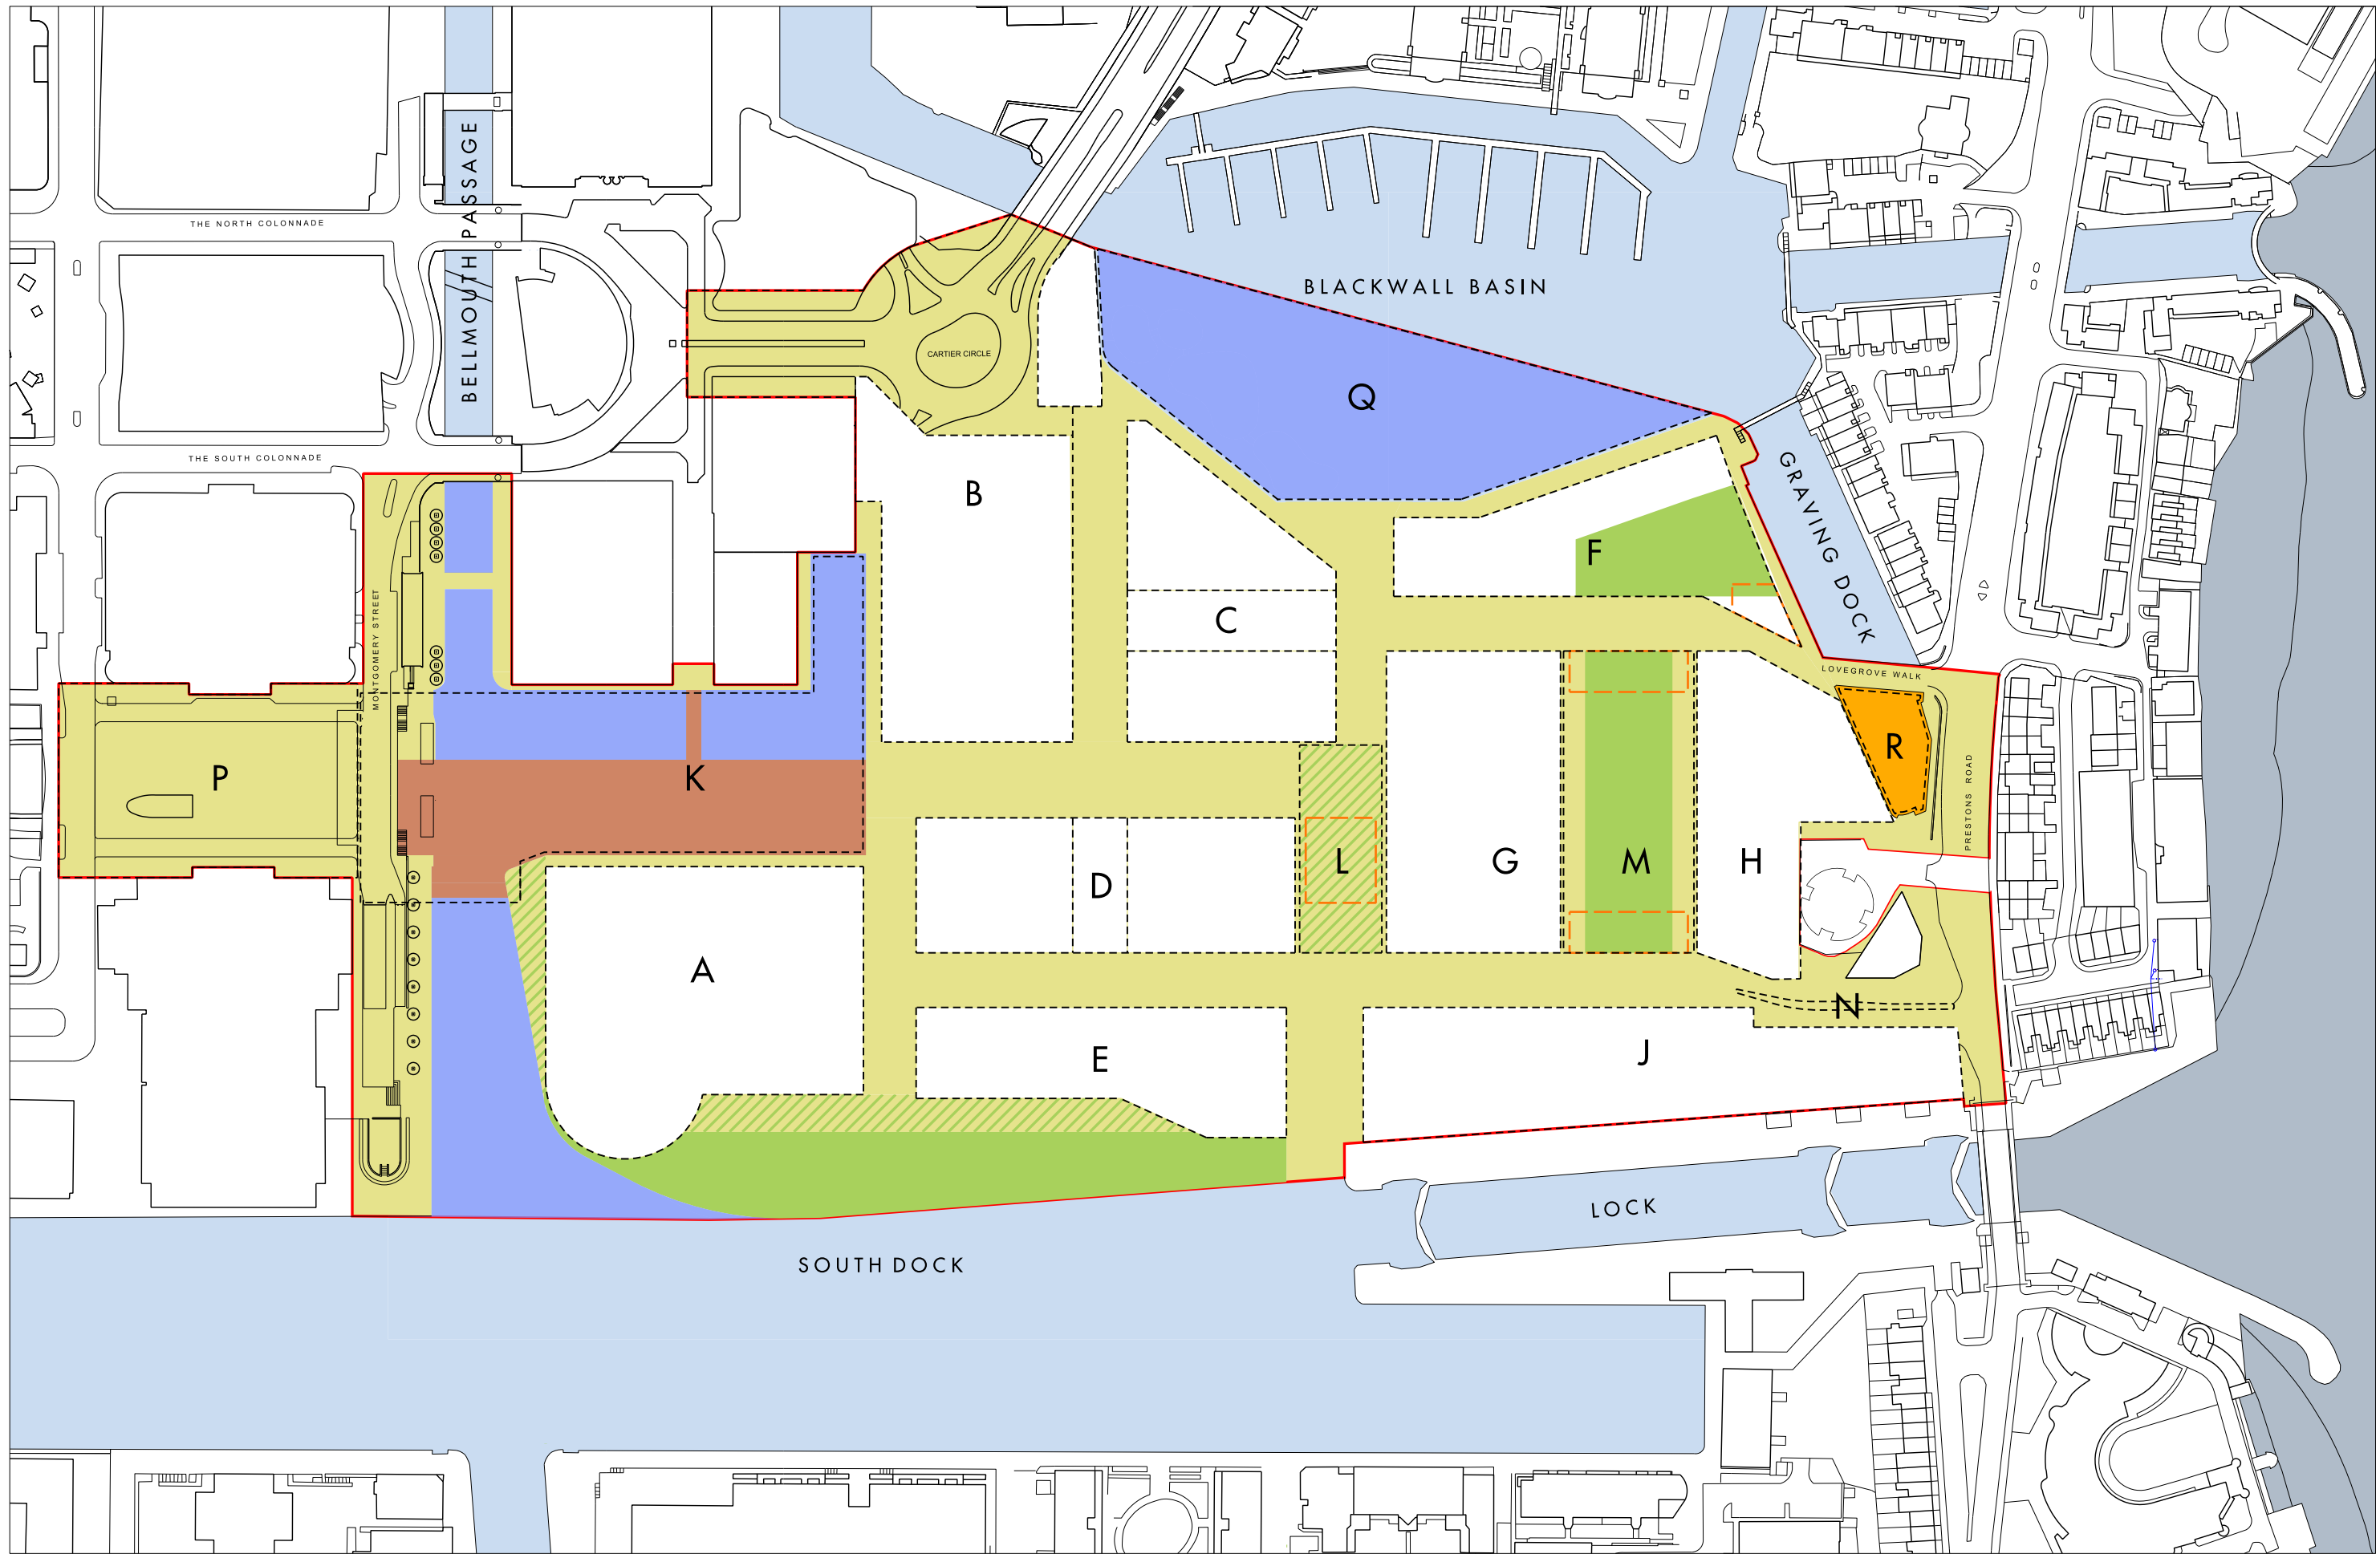 BELLMOUTH PASSAGE
THE NORTH COLONNADE
BLACKWALL BASIN
CARTIER CIRCLE
Q
THE SOUTH COLONNADE
B
GRAVING DOCK
F
MONTGOMERY STREET
C
LOVEGROVE WALK
R
P
K
PRESTONS ROAD
L
G
M
H
D
A
N
E
J
LOCK
SOUTH DOCK